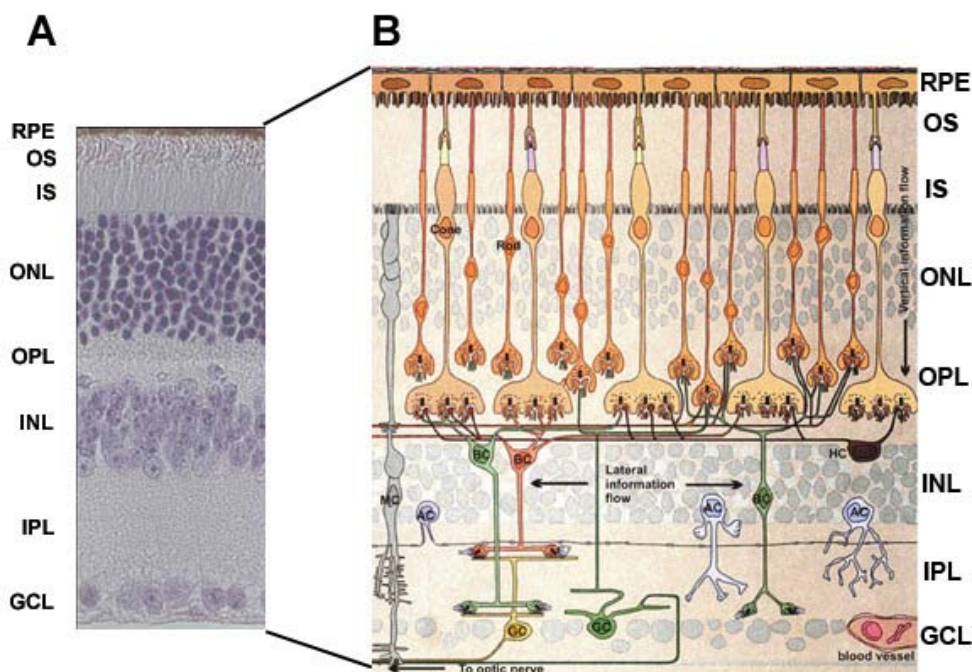 A
B
RPE
OS
IS
ONL
OPL
INL
IPL
GCL
RPE
OS
IS
ONL
OPL
INL
IPL
GCL
Cone
Rod
Vertical information flow
BC
BC
HC
Lateral
information
flow
BC
MC
AC
AC
AC
GC
GC
blood vessel
To optic nerve